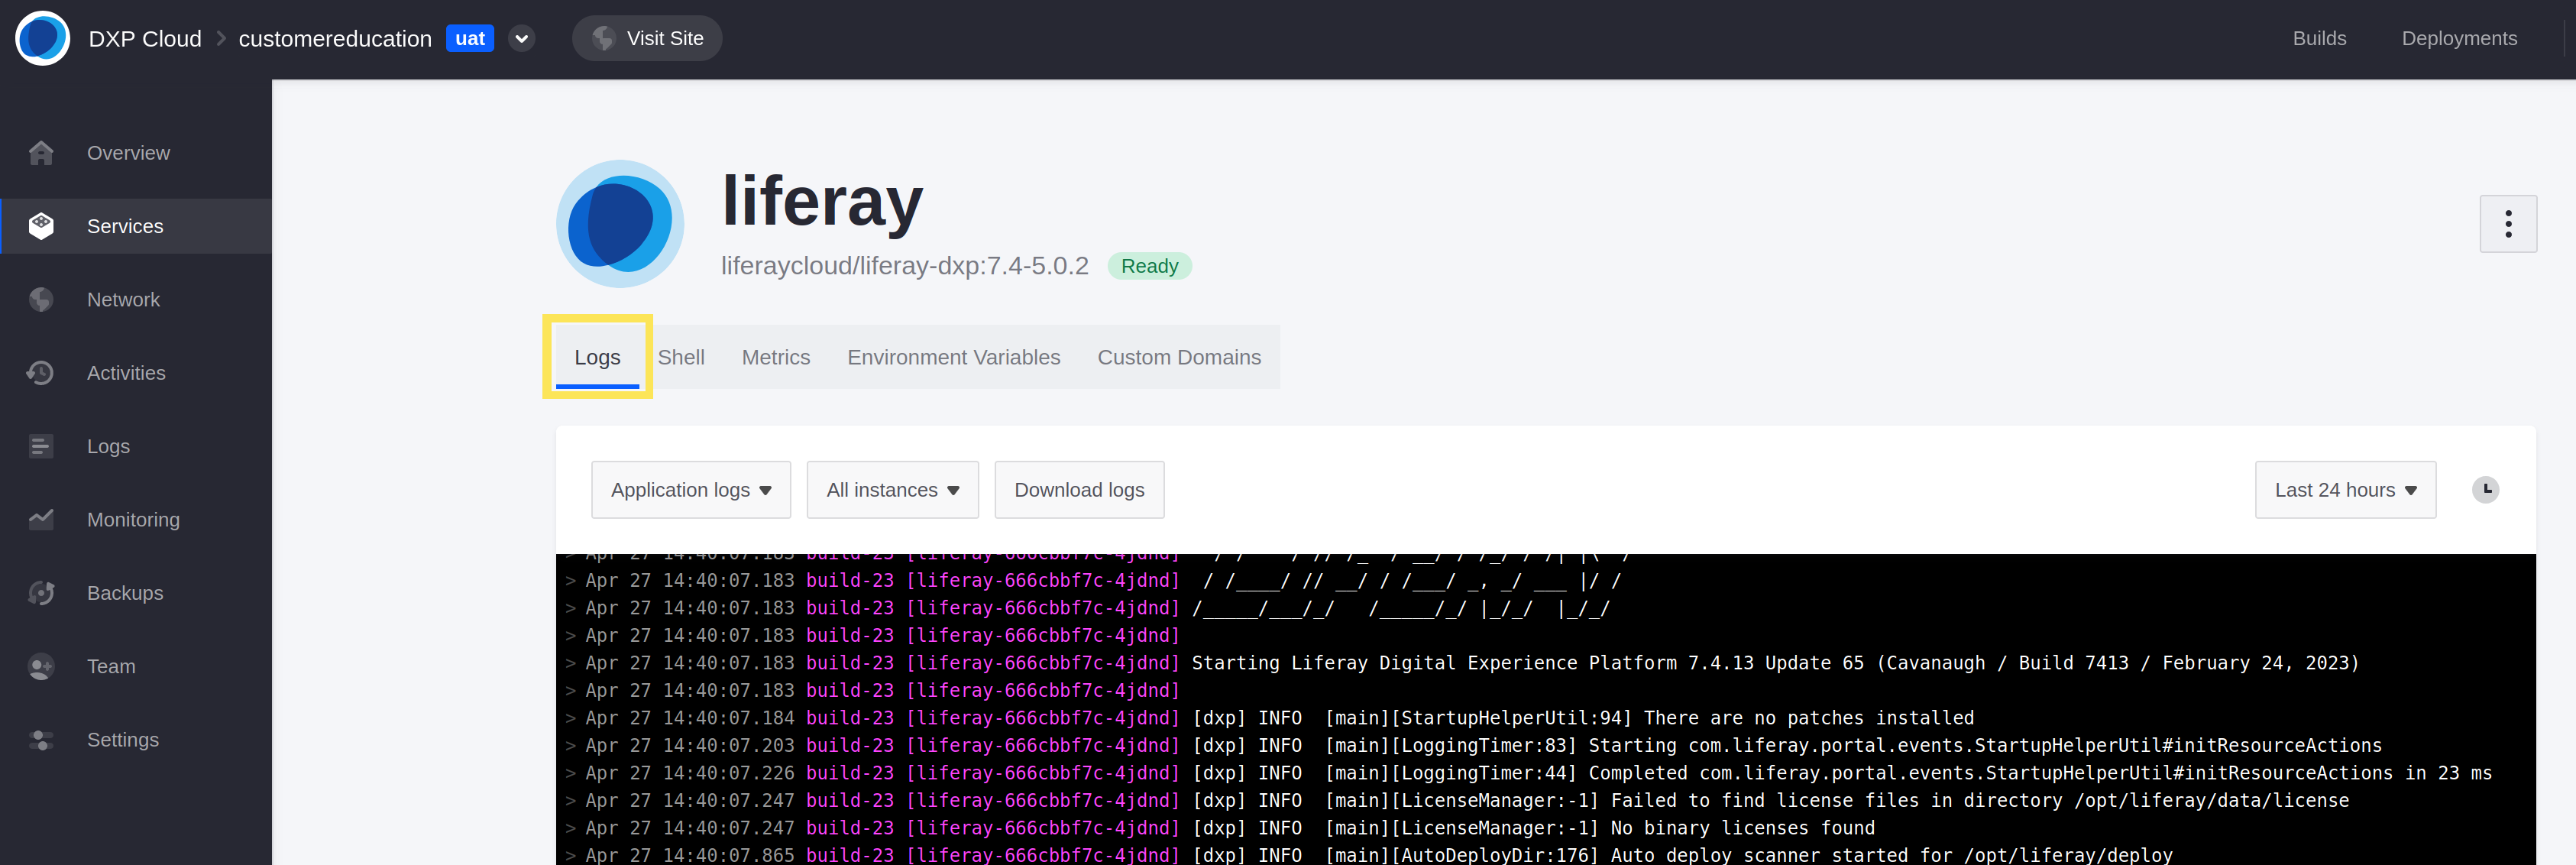 DXP Cloud > customereducation uat Visit Site Builds Deployments
Overview
Services
Network
Activities
Logs
Monitoring
Backups
Team
Settings
liferay
liferaycloud/liferay-dxp:7.4-5.0.2 Ready
Logs Shell Metrics Environment Variables Custom Domains
Application logs All instances Download logs Last 24 hours
> Apr 27 14:40:07.183 build-23 [liferay-666cbbf7c-4jdnd]
> Apr 27 14:40:07.183 build-23 [liferay-666cbbf7c-4jdnd]  / /____/ // __/ / /___/ _, _/ ___ |/ /
> Apr 27 14:40:07.183 build-23 [liferay-666cbbf7c-4jdnd] /_____/___/_/   /_____/_/ |_/_/  |_/_/
> Apr 27 14:40:07.183 build-23 [liferay-666cbbf7c-4jdnd]
> Apr 27 14:40:07.183 build-23 [liferay-666cbbf7c-4jdnd] Starting Liferay Digital Experience Platform 7.4.13 Update 65 (Cavanaugh / Build 7413 / February 24, 2023)
> Apr 27 14:40:07.183 build-23 [liferay-666cbbf7c-4jdnd]
> Apr 27 14:40:07.184 build-23 [liferay-666cbbf7c-4jdnd] [dxp] INFO  [main][StartupHelperUtil:94] There are no patches installed
> Apr 27 14:40:07.203 build-23 [liferay-666cbbf7c-4jdnd] [dxp] INFO  [main][LoggingTimer:83] Starting com.liferay.portal.events.StartupHelperUtil#initResourceActions
> Apr 27 14:40:07.226 build-23 [liferay-666cbbf7c-4jdnd] [dxp] INFO  [main][LoggingTimer:44] Completed com.liferay.portal.events.StartupHelperUtil#initResourceActions in 23 ms
> Apr 27 14:40:07.247 build-23 [liferay-666cbbf7c-4jdnd] [dxp] INFO  [main][LicenseManager:-1] Failed to find license files in directory /opt/liferay/data/license
> Apr 27 14:40:07.247 build-23 [liferay-666cbbf7c-4jdnd] [dxp] INFO  [main][LicenseManager:-1] No binary licenses found
> Apr 27 14:40:07.865 build-23 [liferay-666cbbf7c-4jdnd] [dxp] INFO  [main][AutoDeployDir:176] Auto deploy scanner started for /opt/liferay/deploy